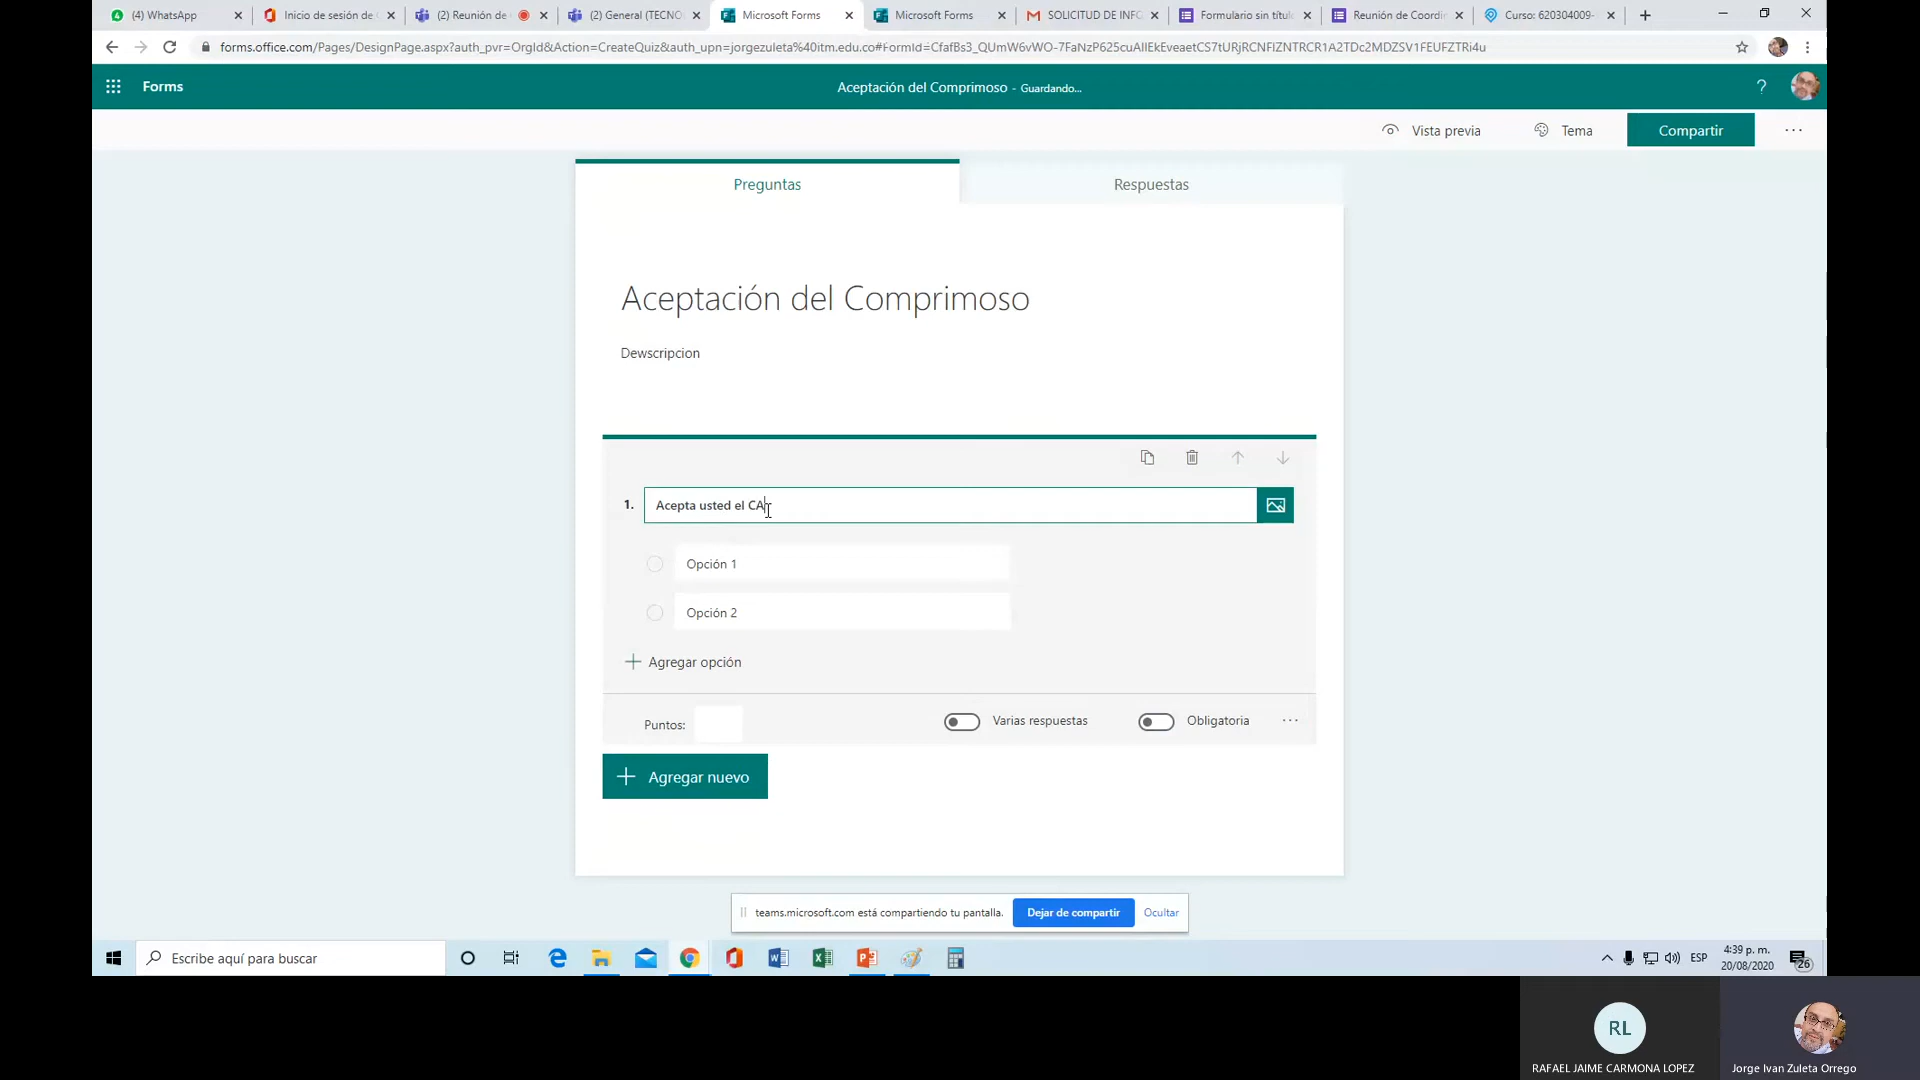 (4) WhatsApp
Inicio de sesión de
(2) Reunión de
(2) General (TECNO
Microsoft Forms
Microsoft Forms
SOLICITUD DE INFO
Formulario sin título
Reunión de Coordin
Curso: 620304009-
forms.office.com/Pages/DesignPage.aspx?auth_pvr=OrgId&Action=CreateQuiz&auth_upn=jorgezuleta%40itm.edu.co#FormId=CfafBs3_QUmW6vWO-7FaNzP625cuAIlEkEveaetCS7tURjRCNFlZNTRCR1A2TDc2MDZSV1FEUFZTRi4u
Forms
Aceptación del Comprimoso - Guardando...
?
Vista previa
Tema
Compartir
Preguntas
Respuestas
Aceptación del Comprimoso
Dewscripcion
1. Acepta usted el CA
Opción 1
Opción 2
Agregar opción
Puntos:
Varias respuestas
Obligatoria
Agregar nuevo
teams.microsoft.com está compartiendo tu pantalla.
Dejar de compartir
Ocultar
Escribe aquí para buscar
ESP
4:39 p. m.
20/08/2020
26
RL
RAFAEL JAIME CARMONA LOPEZ
Jorge Ivan Zuleta Orrego